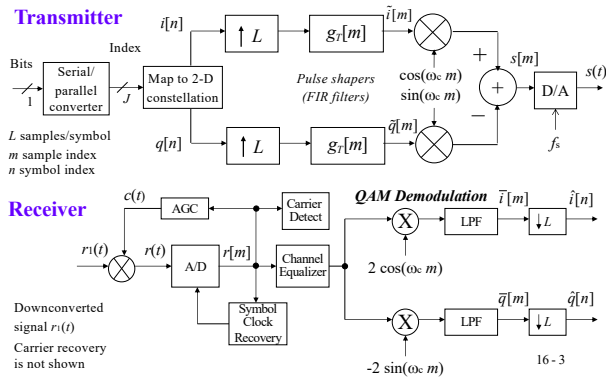 Transmitter
i[n]
ĩ[m]
Bits
1
Serial/
parallel
converter
Index
J
Map to 2-D
constellation
↑ L
g_T[m]
Pulse shapers
(FIR filters)
cos(ω_c m)
sin(ω_c m)
+
+
−
s[m]
D/A
s(t)
f_s
L samples/symbol
m sample index
n symbol index
q[n]
↑ L
g_T[m]
q̃[m]
Receiver
c(t)
AGC
Carrier
Detect
QAM Demodulation
i̅[m]
î[n]
X
LPF
↓ L
2 cos(ω_c m)
r_1(t)
r(t)
A/D
r[m]
Channel
Equalizer
Symbol
Clock
Recovery
Downconverted
signal r_1(t)
Carrier recovery
is not shown
X
LPF
q̅[m]
↓ L
q̂[n]
-2 sin(ω_c m)
16 - 3